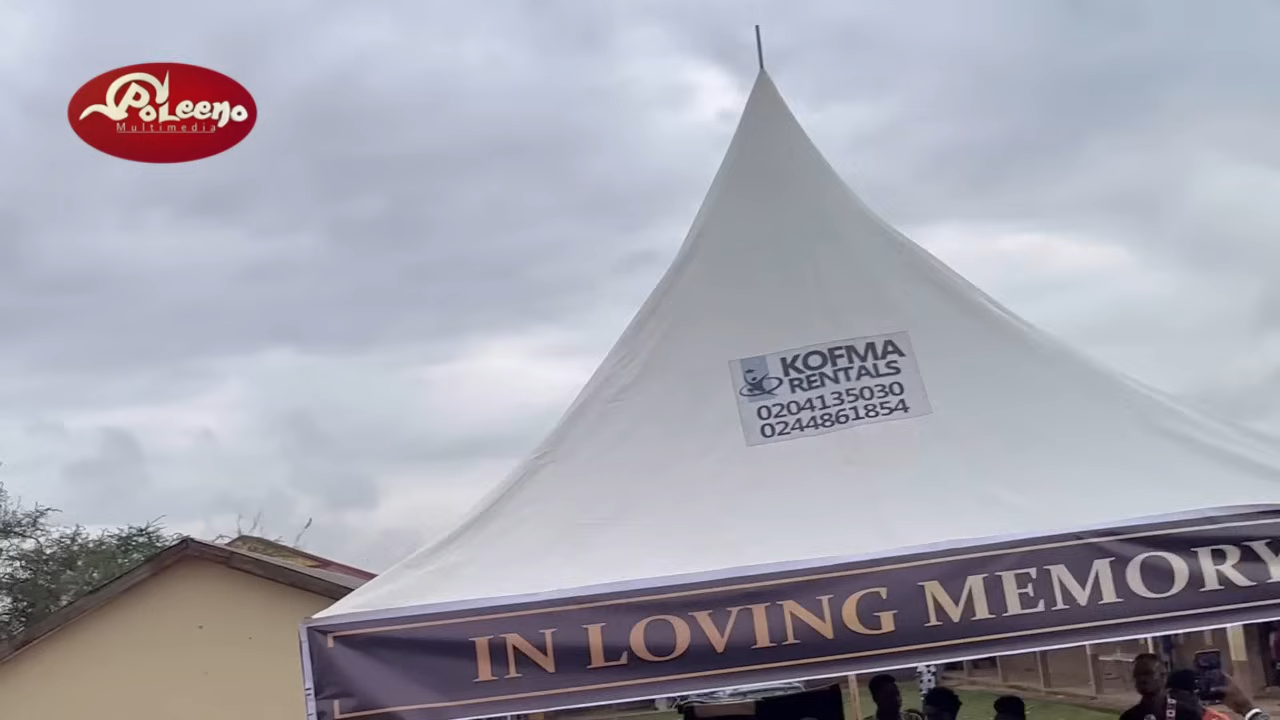 Poleeno
Multimedia
KOFMA
RENTALS
0204135030
0244861854
IN LOVING MEMORY